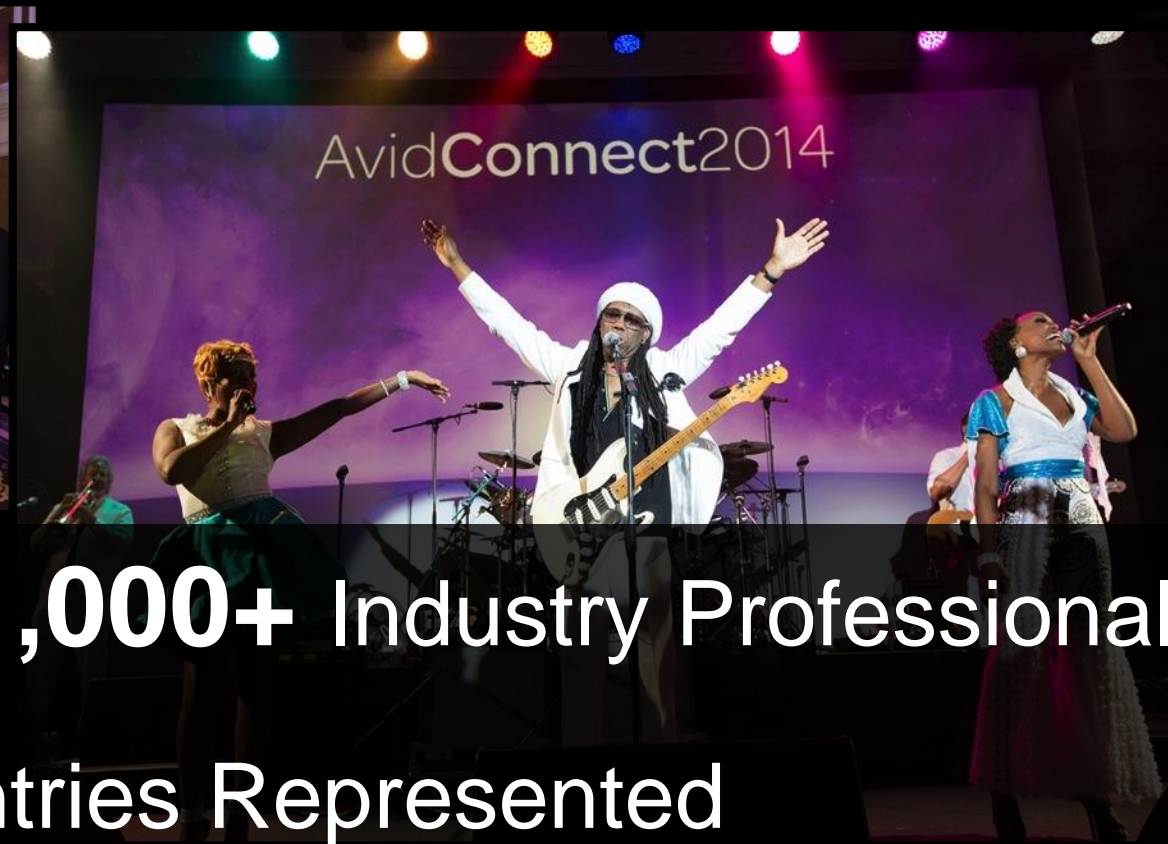 AvidConnect2014
,000+ Industry Professional
ntries Represented